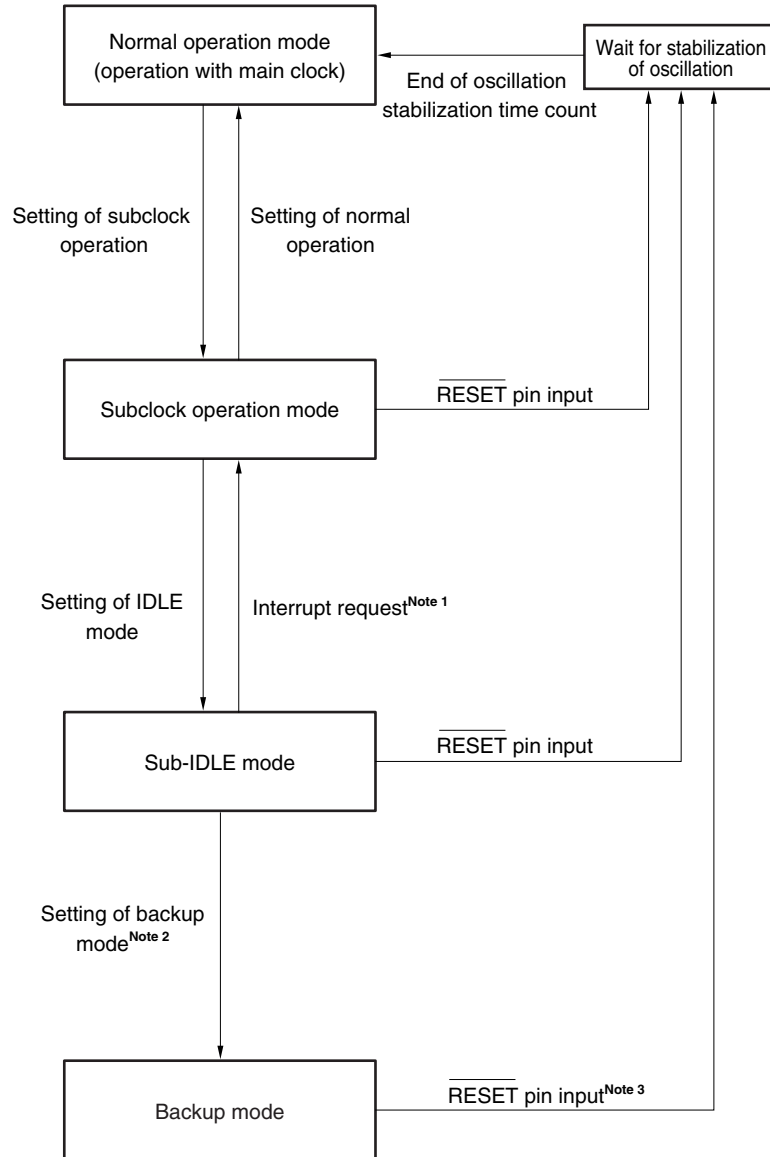 Normal operation mode
(operation with main clock)
Wait for stabilization
of oscillation
End of oscillation
stabilization time count
Setting of subclock
operation
Setting of normal
operation
Subclock operation mode
RESET pin input
Setting of IDLE
mode
Interrupt requestNote 1
Sub-IDLE mode
RESET pin input
Setting of backup
modeNote 2
Backup mode
RESET pin inputNote 3